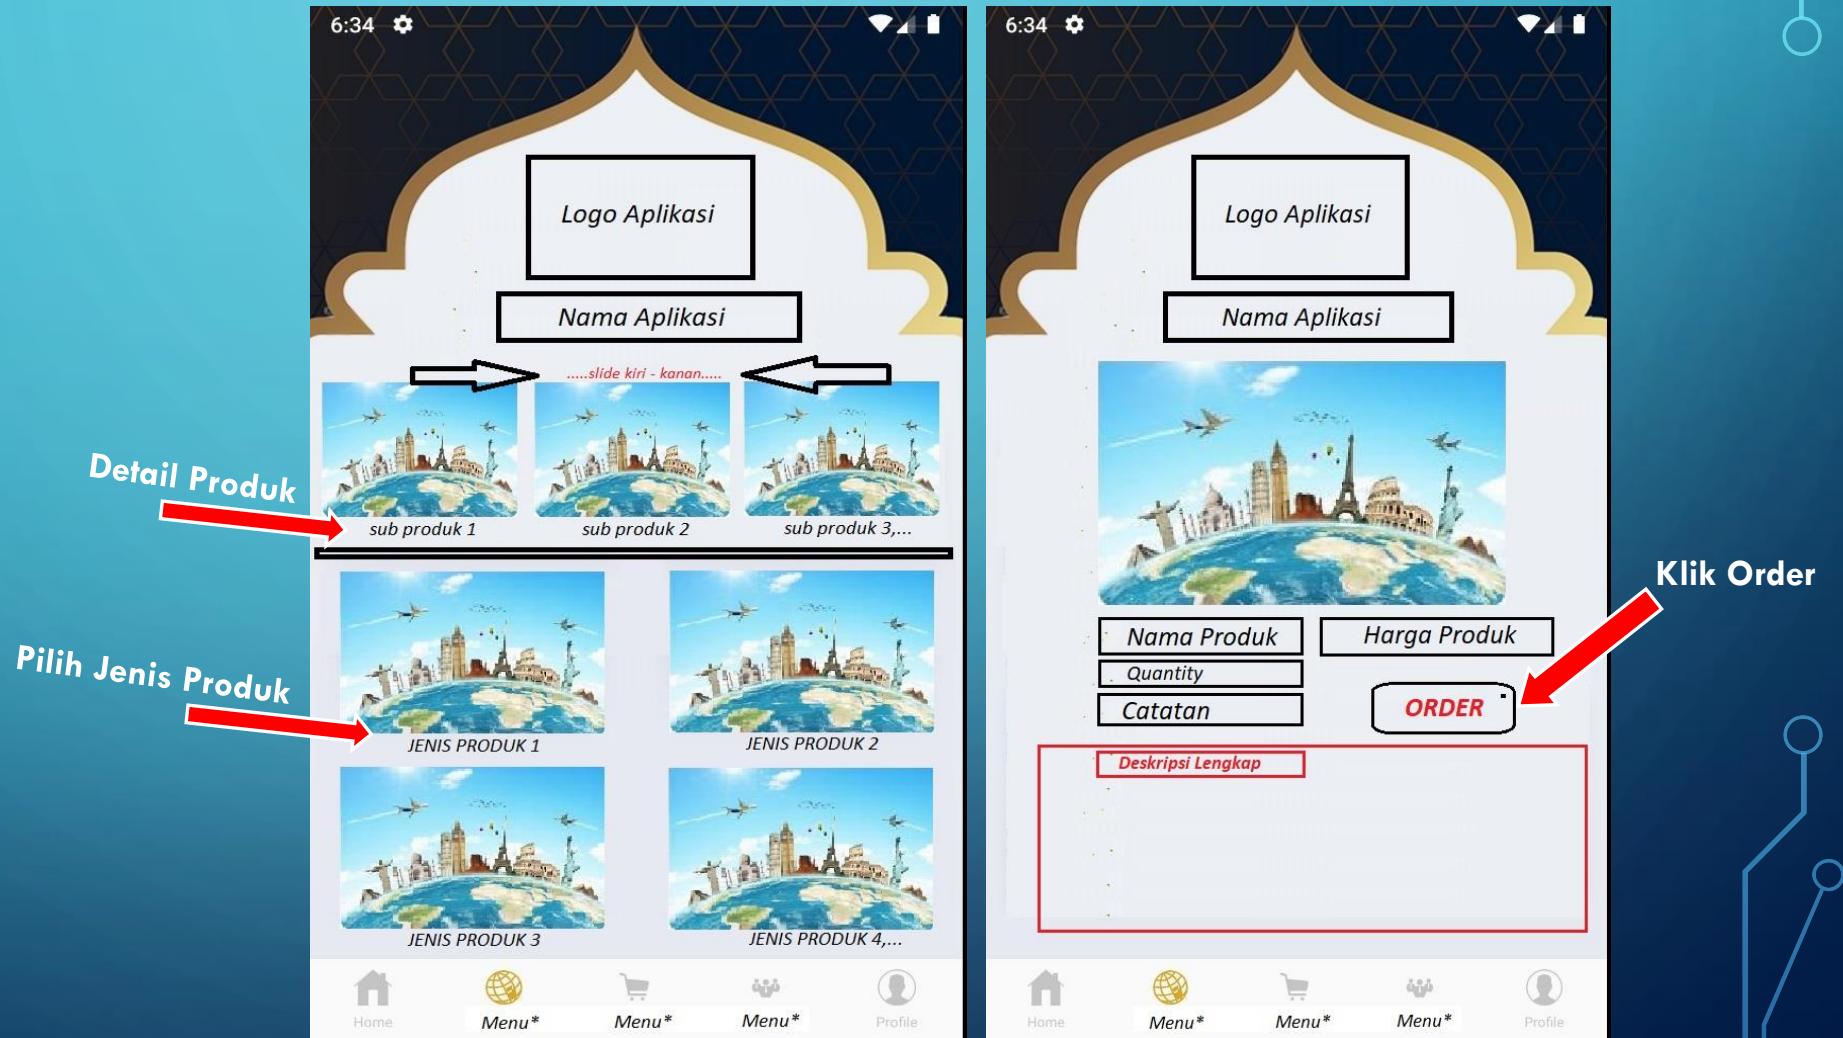 6:34
Logo Aplikasi
Nama Aplikasi
.....slide kiri - kanan.....
Detail Produk
sub produk 1
sub produk 2
sub produk 3,...
Pilih Jenis Produk
JENIS PRODUK 1
JENIS PRODUK 2
JENIS PRODUK 3
JENIS PRODUK 4,...
Home
Menu*
Menu*
Menu*
Profile
6:34
Logo Aplikasi
Nama Aplikasi
Nama Produk
Harga Produk
Quantity
Catatan
ORDER
Klik Order
Deskripsi Lengkap
Home
Menu*
Menu*
Menu*
Profile